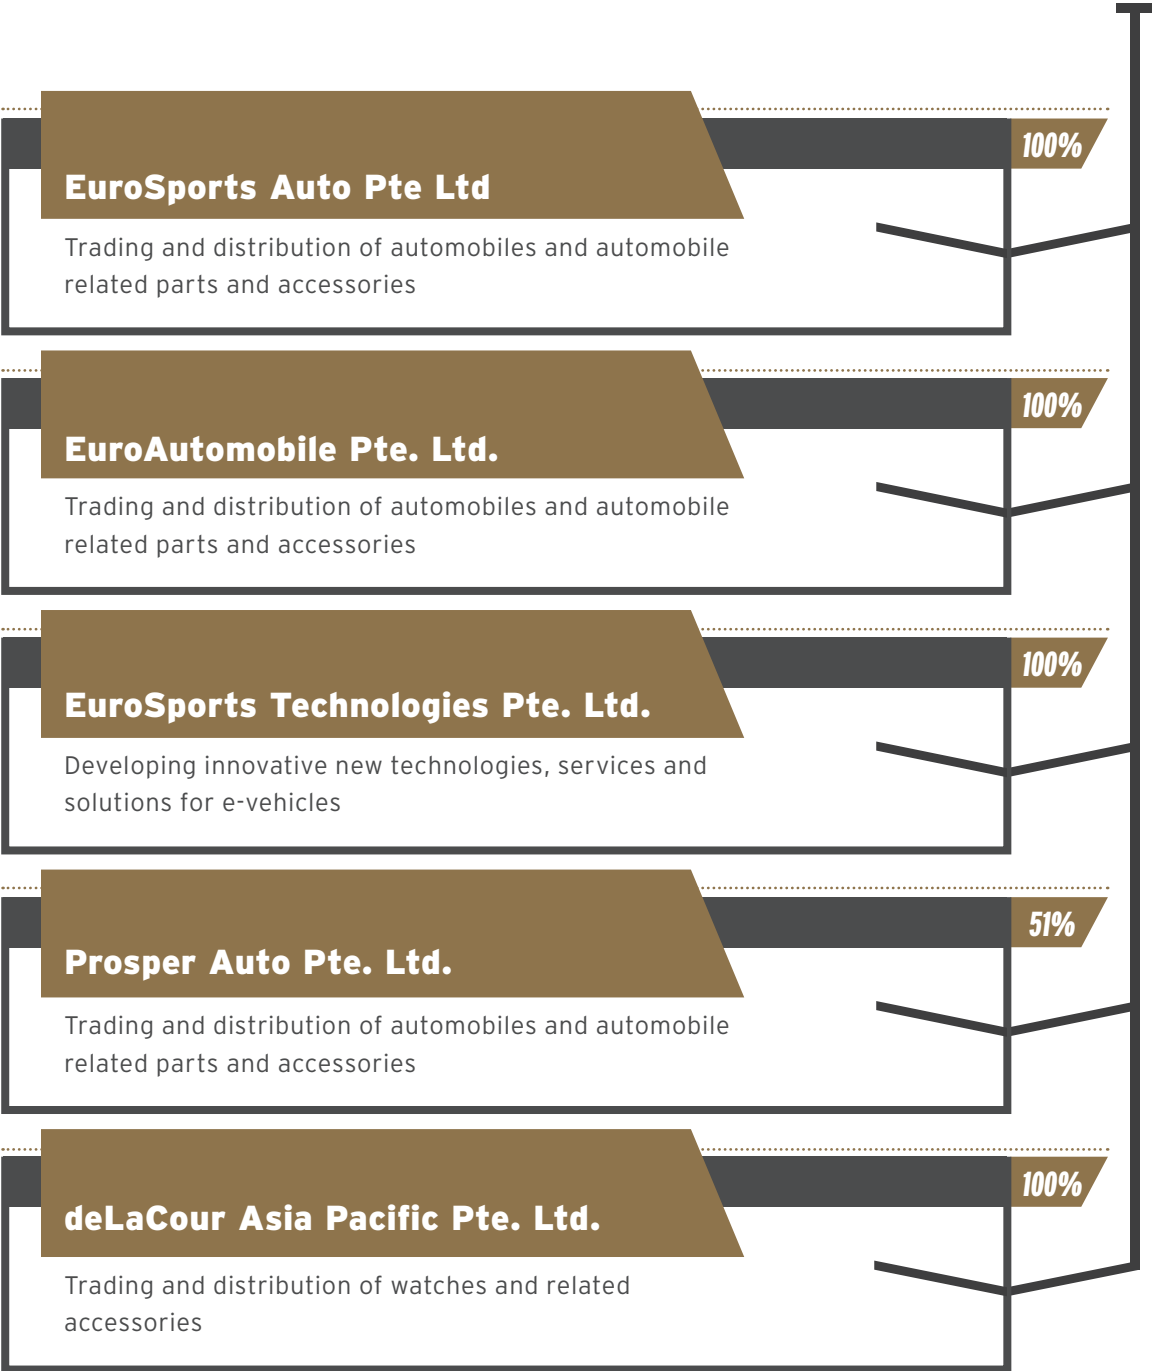 EuroSports Auto Pte Ltd
100%
Trading and distribution of automobiles and automobile
related parts and accessories
EuroAutomobile Pte. Ltd.
100%
Trading and distribution of automobiles and automobile
related parts and accessories
EuroSports Technologies Pte. Ltd.
100%
Developing innovative new technologies, services and
solutions for e-vehicles
Prosper Auto Pte. Ltd.
51%
Trading and distribution of automobiles and automobile
related parts and accessories
deLaCour Asia Pacific Pte. Ltd.
100%
Trading and distribution of watches and related
accessories